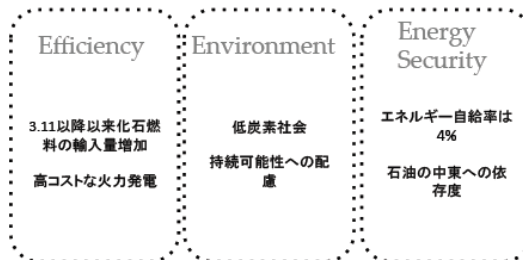 Efficiency
3.11以降以来化石燃
料の輸入量増加
高コストな火力発電
Environment
低炭素社会
持続可能性への配
慮
Energy
Security
エネルギー自給率は
4%
石油の中東への依
存度